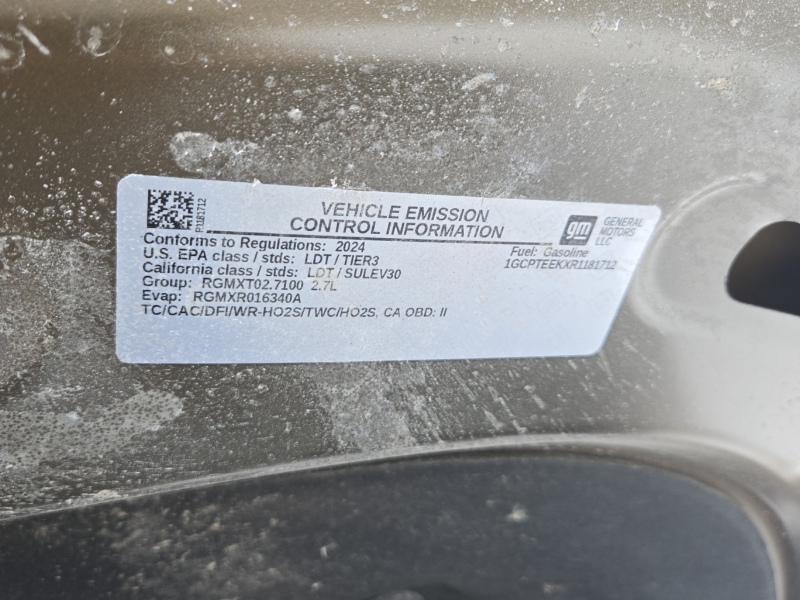 R1181712
VEHICLE EMISSION
CONTROL INFORMATION
gm GENERAL
MOTORS
LLC
Conforms to Regulations: 2024
U.S. EPA class / stds: LDT / TIER3
California class / stds: LDT / SULEV30
Group: RGMXT02.7100 2.7L
Evap: RGMXR016340A
TC/CAC/DFI/WR-HO2S/TWC/HO2S, CA OBD: II
Fuel: Gasoline
1GCPTEEKXR1181712